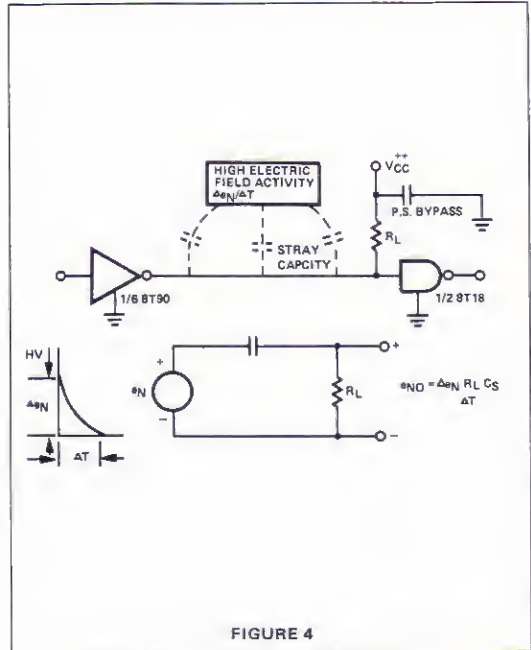 ++
VCC
HIGH ELECTRIC
FIELD ACTIVITY
ΔeN/ΔT
P.S. BYPASS
RL
STRAY
CAPCITY
1/6 8T90
1/2 8T18
HV
ΔeN
ΔT
+
eN
−
RL
+
−
eNO = ΔeN RL CS
ΔT
FIGURE 4